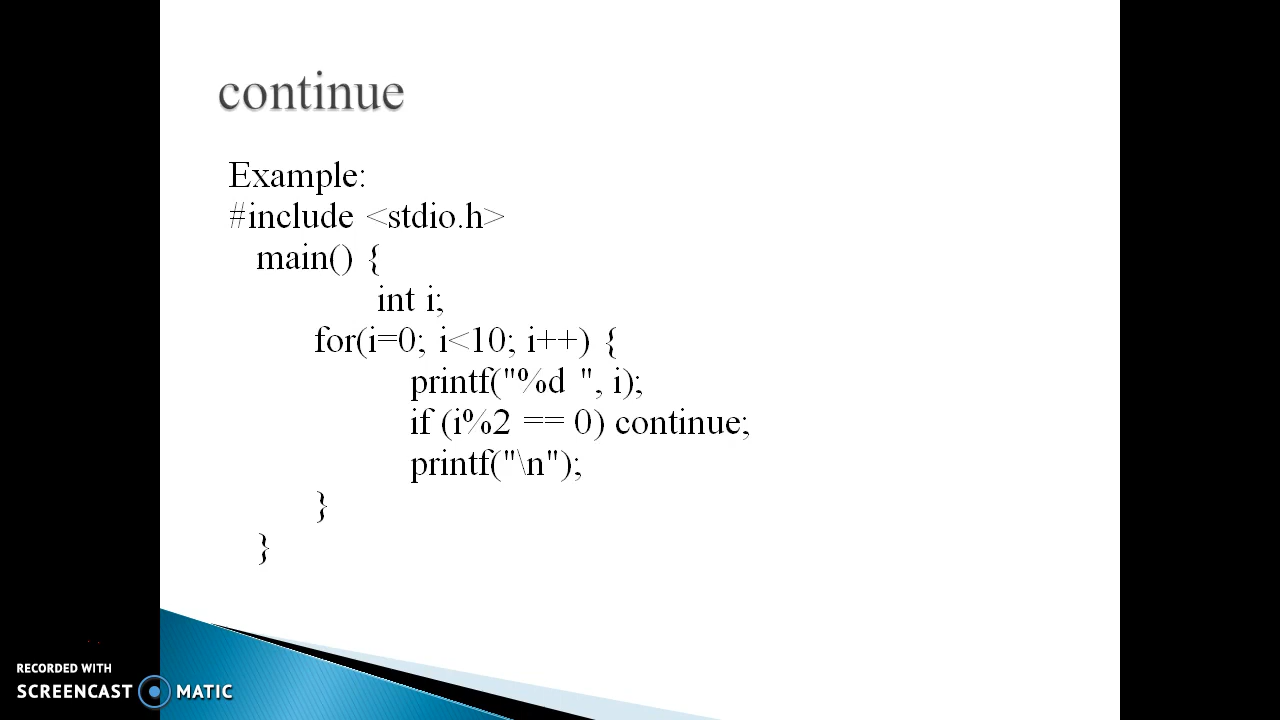 continue
Example:
#include <stdio.h>
main() {
int i;
for(i=0; i<10; i++) {
printf("%d ", i);
if (i%2 == 0) continue;
printf("\n");
}
}
RECORDED WITH
SCREENCAST MATIC